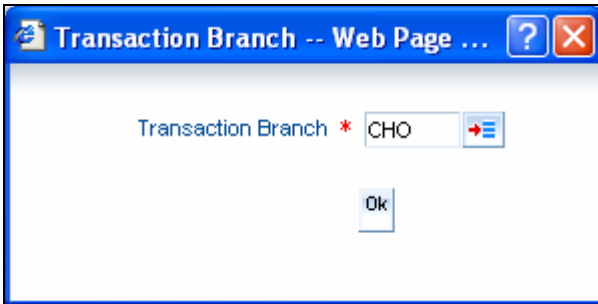 Transaction Branch -- Web Page ... ?
Transaction Branch * CHO
Ok